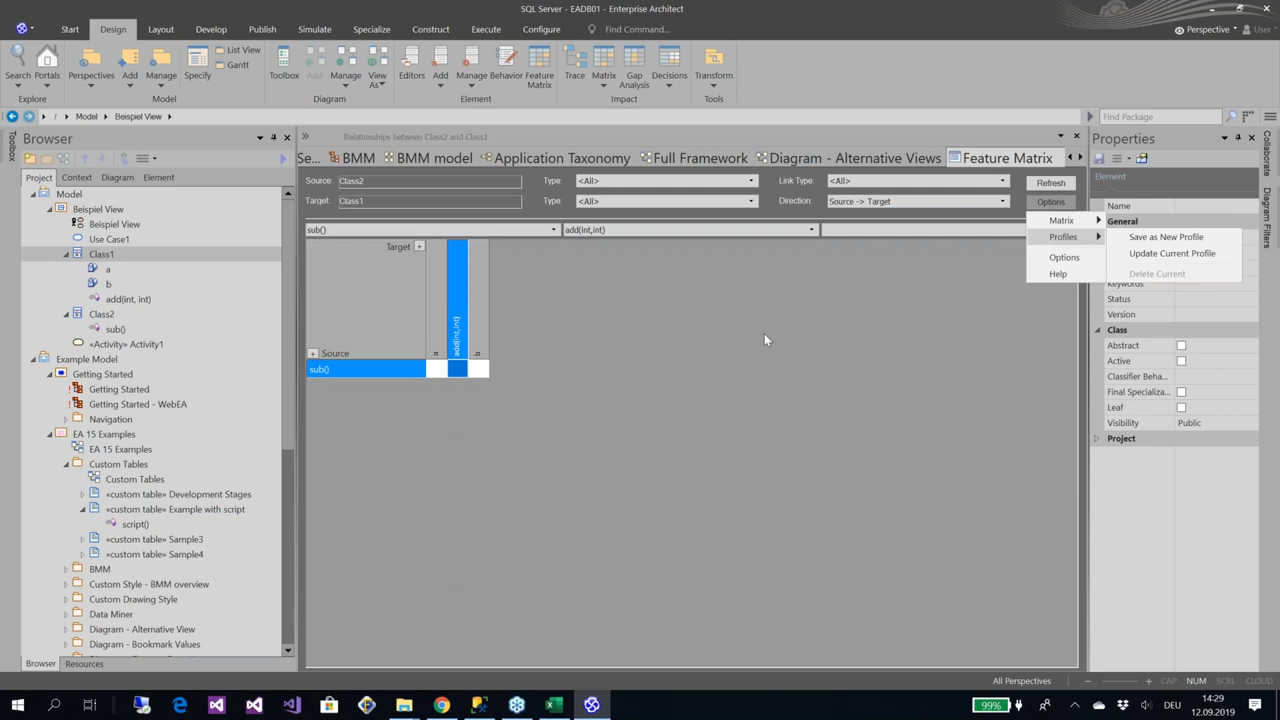 SQL Server - EADB01 - Enterprise Architect
Start Design Layout Develop Publish Simulate Specialize Construct Execute Configure Find Command... Perspective User
Search Portals Perspectives Add Manage Specify List View Gantt Toolbox Add Manage View As Editors Add Manage Behavior Feature Matrix Trace Matrix Gap Analysis Decisions Transform
Explore Model Diagram Element Impact Tools
/ Model Beispiel View Find Package
Toolbox
Browser
Project Context Diagram Element
Model
Beispiel View
Beispiel View
Use Case1
Class1
a
b
add(int, int)
Class2
sub()
«Activity» Activity1
Example Model
Getting Started
Getting Started
Getting Started - WebEA
Navigation
EA 15 Examples
EA 15 Examples
Custom Tables
Custom Tables
«custom table» Development Stages
«custom table» Example with script
script()
«custom table» Sample3
«custom table» Sample4
BMM
Custom Style - BMM overview
Custom Drawing Style
Data Miner
Diagram - Alternative View
Diagram - Bookmark Values
Browser Resources
Relationships between Class2 and Class1
Se... BMM BMM model Application Taxonomy Full Framework Diagram - Alternative Views Feature Matrix
Source: Class2 Type: <All> Link Type: <All> Refresh
Target: Class1 Type: <All> Direction: Source -> Target Options
sub() add(int,int)
Target +
add(int,int)
a
b
+ Source
sub()
Matrix
Profiles
Options
Help
Save as New Profile
Update Current Profile
Delete Current
Properties
Element
Name
General
Keywords
Status
Version
Class
Abstract
Active
Classifier Beha...
Final Specializa...
Leaf
Visibility Public
Project
Collaborate
Diagram Filters
All Perspectives CAP NUM SCRL CLOUD
99% DEU 14:29
12.09.2019